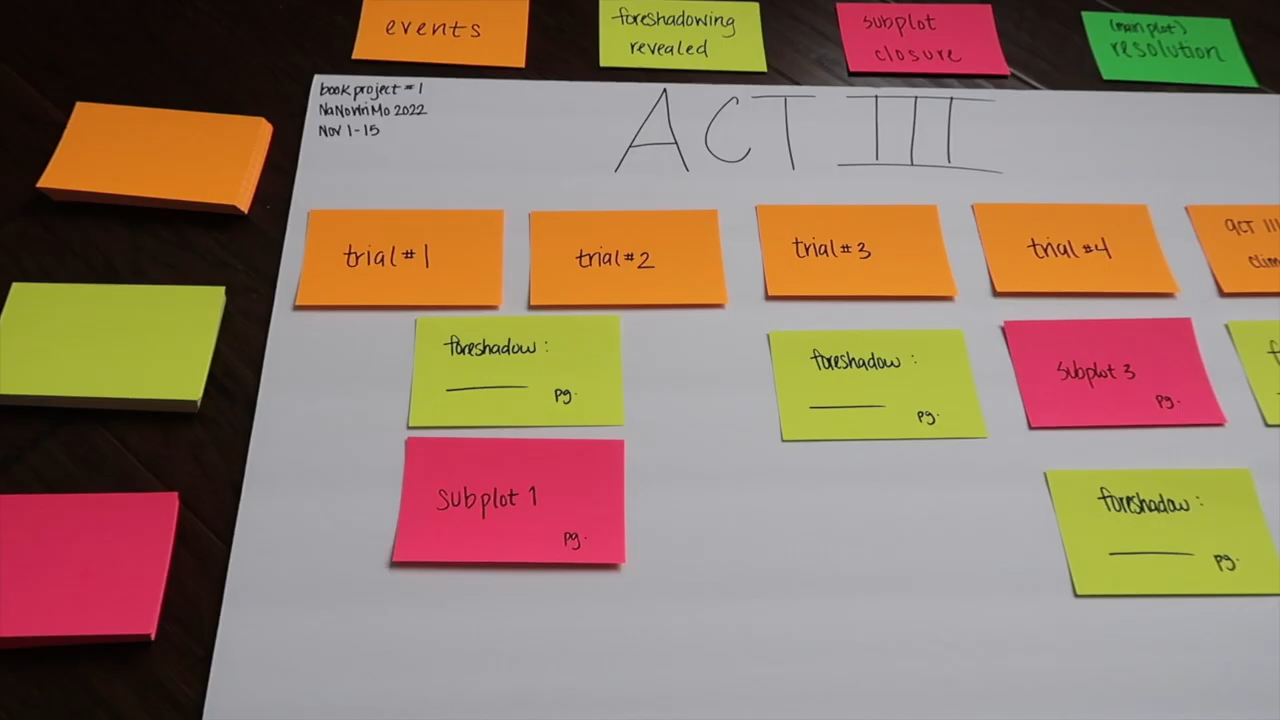 events
foreshadowing
revealed
subplot
closure
(main plot)
resolution
book project #1
NaNoWriMo 2022
Nov 1-15
ACT III
trial #1
trial #2
trial #3
trial #4
act III
foreshadow:
pg.
foreshadow:
pg.
subplot 3
pg.
subplot 1
pg.
foreshadow:
pg.